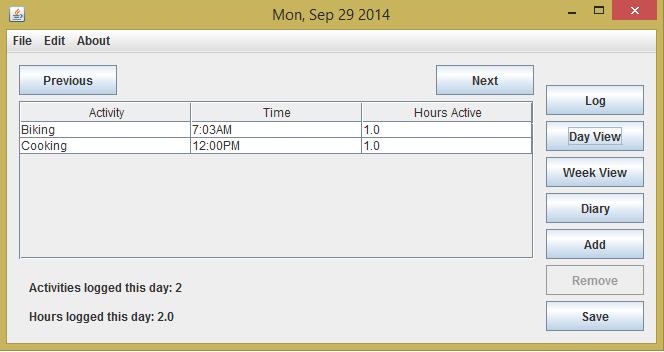 Mon, Sep 29 2014
File Edit About
Previous Next
Log
Day View
Week View
Diary
Add
Remove
Save
Activity Time Hours Active
Biking 7:03AM 1.0
Cooking 12:00PM 1.0
Activities logged this day: 2
Hours logged this day: 2.0